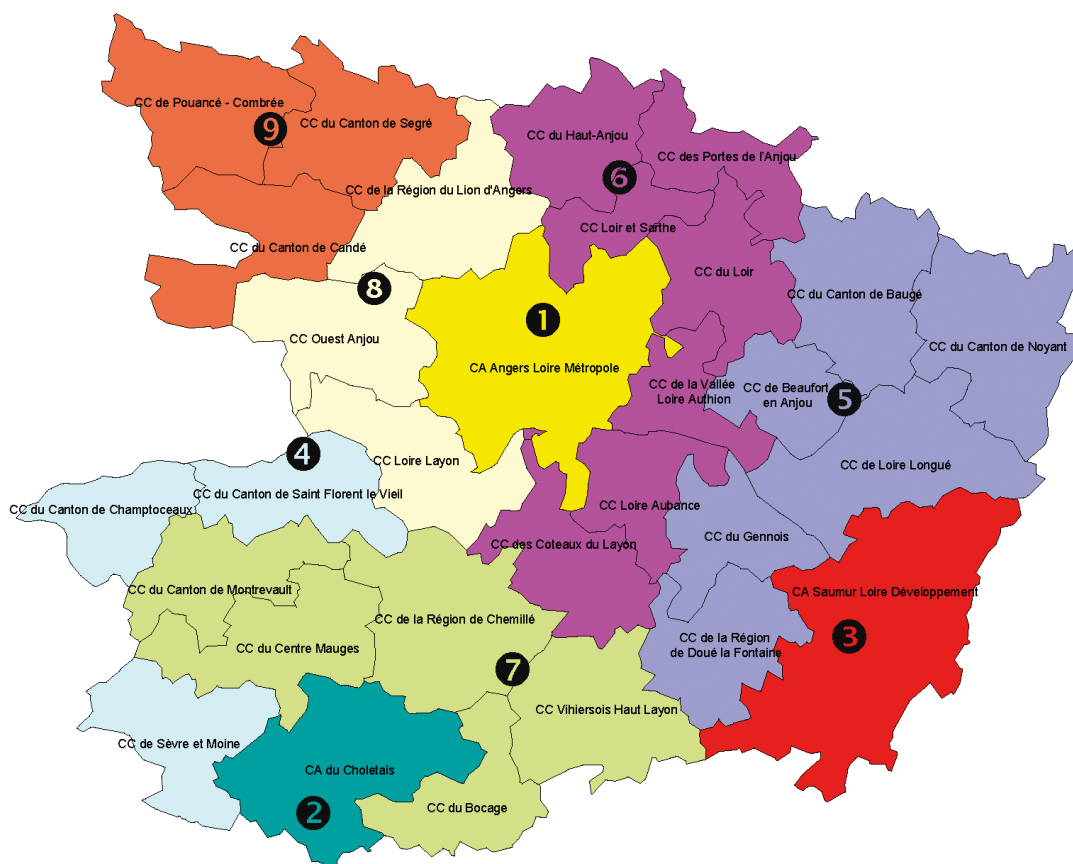 CC de Pouancé - Combrée
9
CC du Canton de Segré
CC du Haut-Anjou
CC des Portes de l'Anjou
6
CC de la Région du Lion d'Angers
CC Loir et Sarthe
CC du Canton de Candé
CC du Loir
8
CC du Canton de Baugé
1
CC Ouest Anjou
CC du Canton de Noyant
CA Angers Loire Métropole
CC de la Vallée
Loire Authion
CC de Beaufort
en Anjou
5
4
CC Loire Layon
CC de Loire Longué
CC du Canton de Saint Florent le Vieil
CC du Canton de Champtoceaux
CC Loire Aubance
CC du Gennois
CC des Coteaux du Layon
CC du Canton de Montrevault
CA Saumur Loire Développement
CC de la Région de Chemillé
3
CC de la Région
de Doué la Fontaine
CC du Centre Mauges
7
CC Vihiersois Haut Layon
CC de Sèvre et Moine
CA du Choletais
2
CC du Bocage